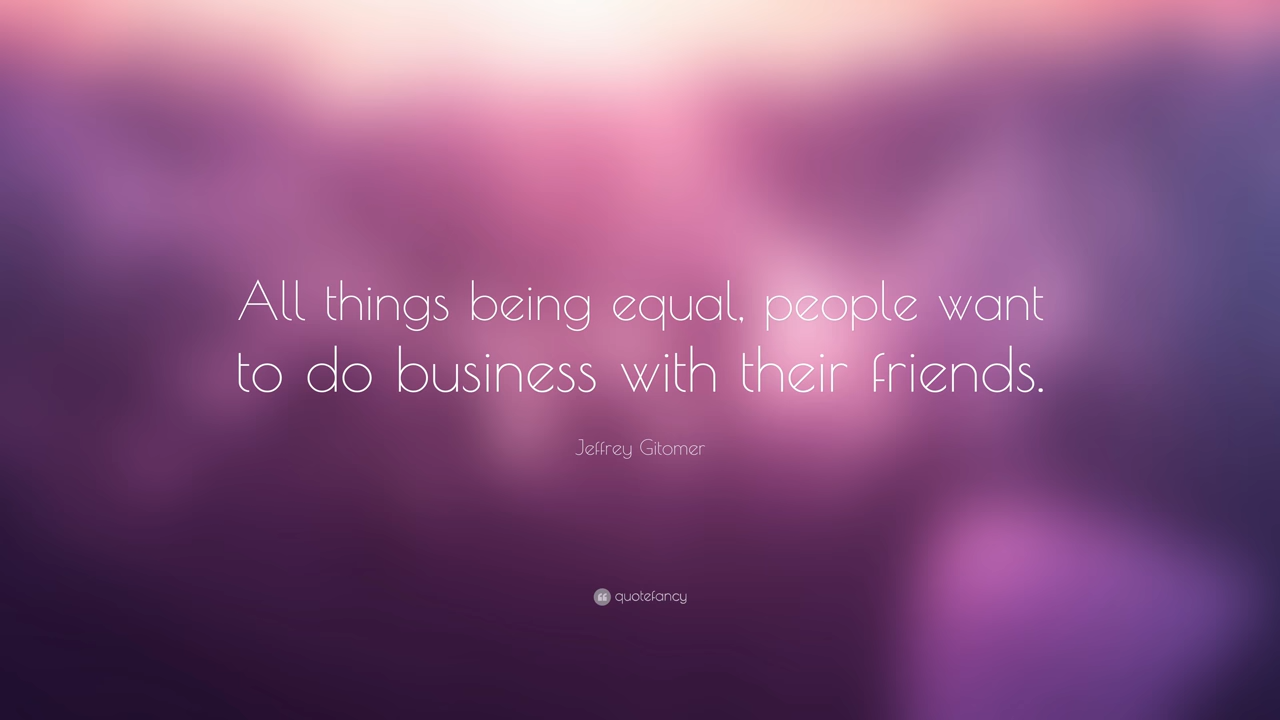 All things being equal, people want
to do business with their friends.
Jeffrey Gitomer
quotefancy